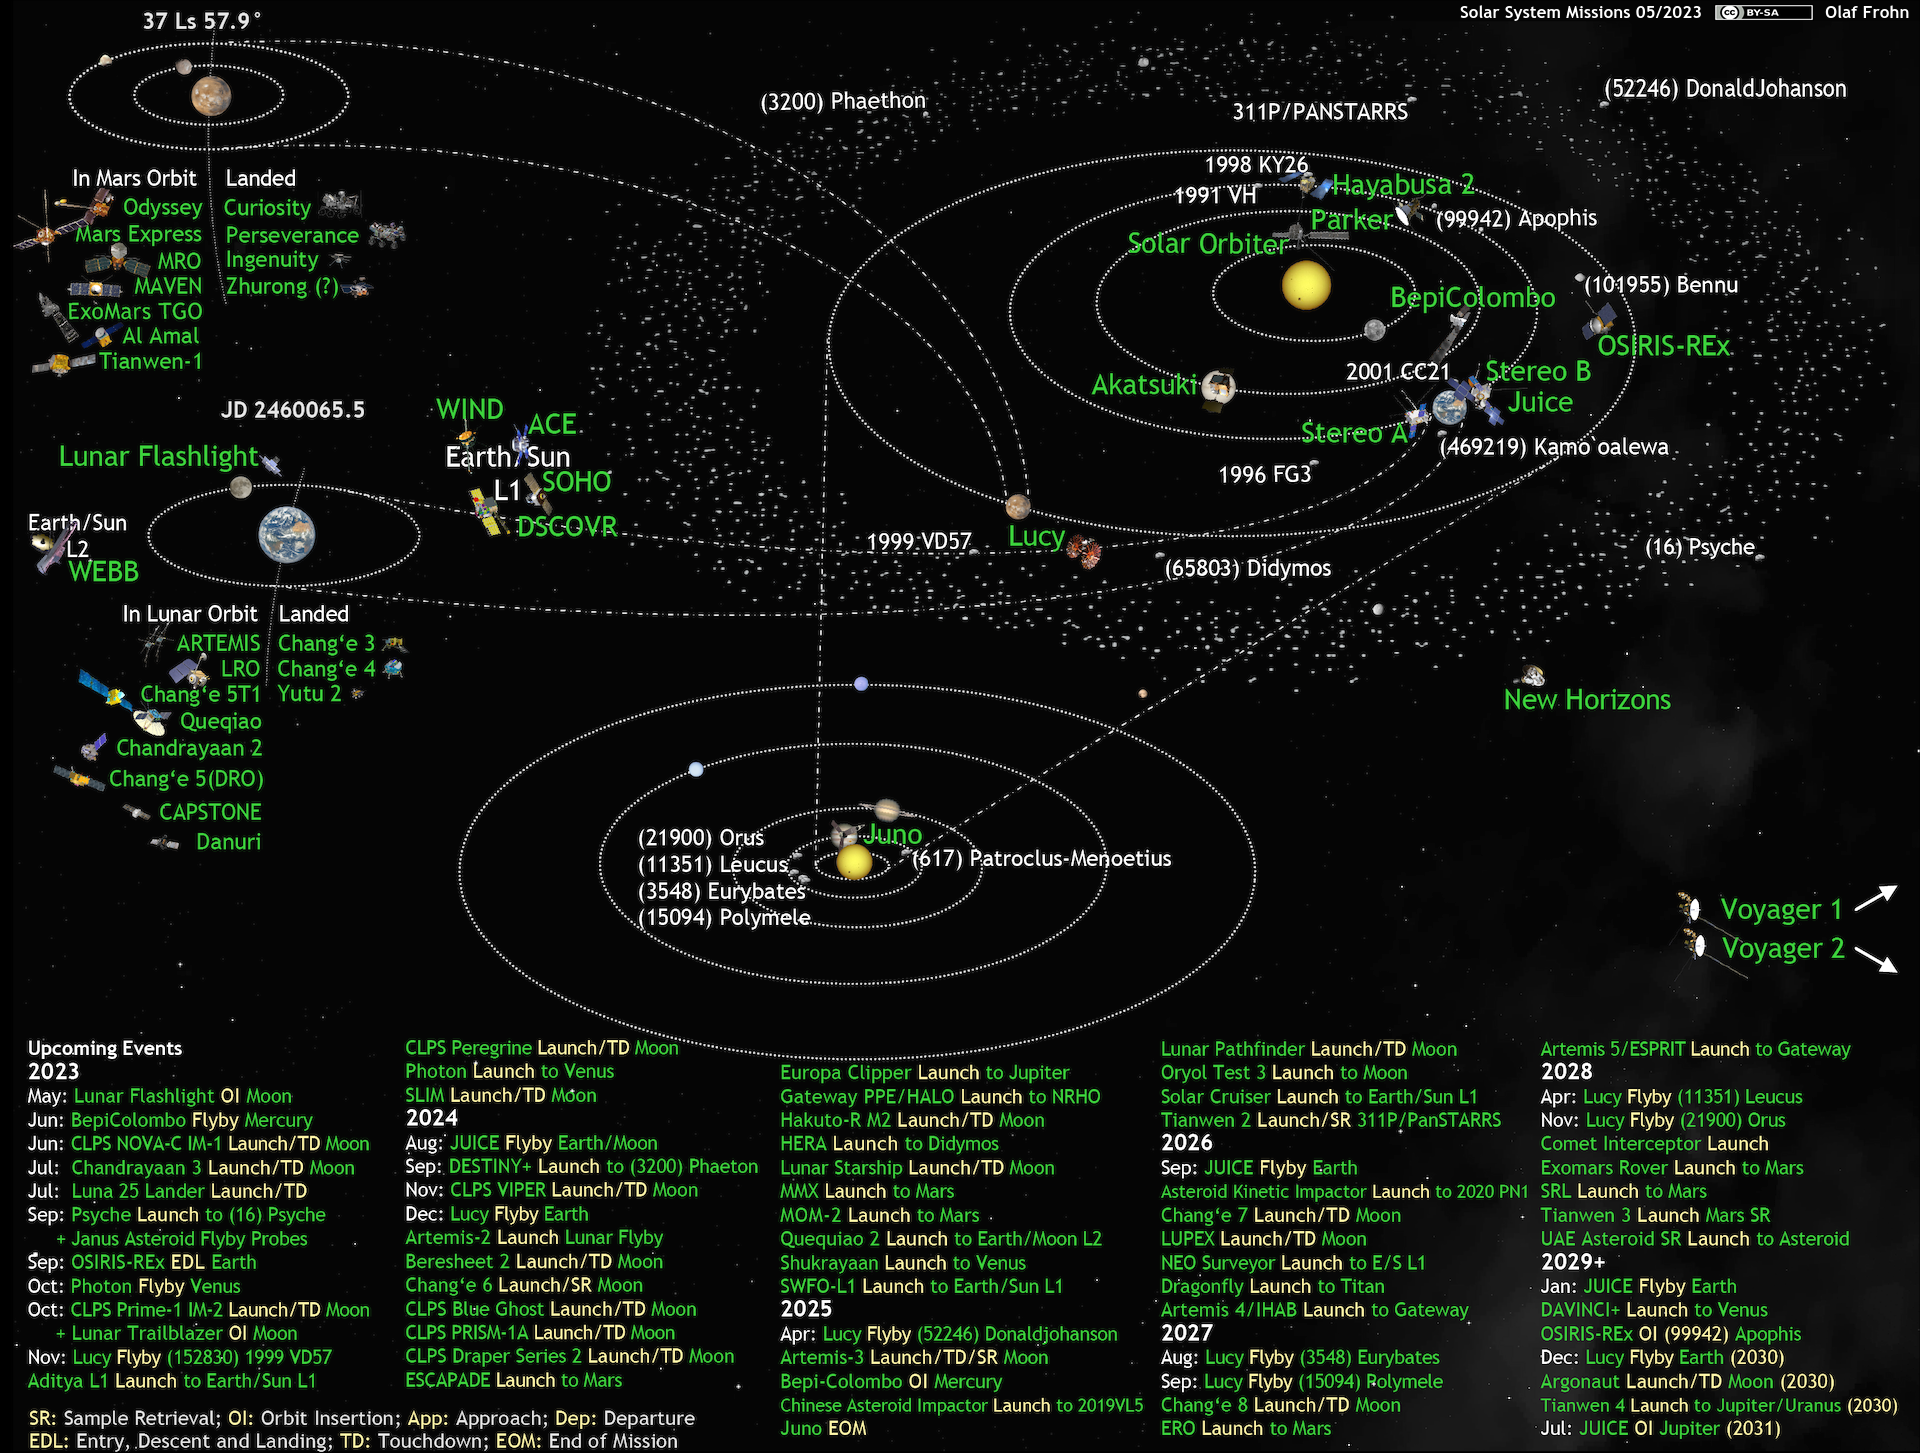 Solar System Missions 05/2023 cc BY-SA Olaf Frohn
37 Ls 57.9°
(3200) Phaethon
311P/PANSTARRS
(52246) DonaldJohanson
1998 KY26
Hayabusa 2
1991 VH
Parker
(99942) Apophis
Solar Orbiter
(101955) Bennu
BepiColombo
OSIRIS-REx
2001 CC21
Stereo B
Akatsuki
Juice
Stereo A
(469219) Kamo'oalewa
1996 FG3
In Mars Orbit
Odyssey
Mars Express
MRO
MAVEN
ExoMars TGO
Al Amal
Tianwen-1
Landed
Curiosity
Perseverance
Ingenuity
Zhurong (?)
JD 2460065.5
Lunar Flashlight
WIND
ACE
Earth/Sun
L1
SOHO
DSCOVR
Earth/Sun
L2
WEBB
1999 VD57
Lucy
(65803) Didymos
(16) Psyche
In Lunar Orbit
ARTEMIS
LRO
Chang‘e 5T1
Queqiao
Chandrayaan 2
Chang‘e 5(DRO)
CAPSTONE
Danuri
Landed
Chang‘e 3
Chang‘e 4
Yutu 2
New Horizons
Juno
(21900) Orus
(11351) Leucus
(3548) Eurybates
(15094) Polymele
(617) Patroclus-Menoetius
Voyager 1
Voyager 2
Upcoming Events
2023
May: Lunar Flashlight OI Moon
Jun: BepiColombo Flyby Mercury
Jun: CLPS NOVA-C IM-1 Launch/TD Moon
Jul: Chandrayaan 3 Launch/TD Moon
Jul: Luna 25 Lander Launch/TD
Sep: Psyche Launch to (16) Psyche
+ Janus Asteroid Flyby Probes
Sep: OSIRIS-REx EDL Earth
Oct: Photon Flyby Venus
Oct: CLPS Prime-1 IM-2 Launch/TD Moon
+ Lunar Trailblazer OI Moon
Nov: Lucy Flyby (152830) 1999 VD57
Aditya L1 Launch to Earth/Sun L1
CLPS Peregrine Launch/TD Moon
Photon Launch to Venus
SLIM Launch/TD Moon
2024
Aug: JUICE Flyby Earth/Moon
Sep: DESTINY+ Launch to (3200) Phaeton
Nov: CLPS VIPER Launch/TD Moon
Dec: Lucy Flyby Earth
Artemis-2 Launch Lunar Flyby
Beresheet 2 Launch/TD Moon
Chang‘e 6 Launch/SR Moon
CLPS Blue Ghost Launch/TD Moon
CLPS PRISM-1A Launch/TD Moon
CLPS Draper Series 2 Launch/TD Moon
ESCAPADE Launch to Mars
Europa Clipper Launch to Jupiter
Gateway PPE/HALO Launch to NRHO
Hakuto-R M2 Launch/TD Moon
HERA Launch to Didymos
Lunar Starship Launch/TD Moon
MMX Launch to Mars
MOM-2 Launch to Mars
Quequiao 2 Launch to Earth/Moon L2
Shukrayaan Launch to Venus
SWFO-L1 Launch to Earth/Sun L1
2025
Apr: Lucy Flyby (52246) Donaldjohanson
Artemis-3 Launch/TD/SR Moon
Bepi-Colombo OI Mercury
Chinese Asteroid Impactor Launch to 2019VL5
Juno EOM
Lunar Pathfinder Launch/TD Moon
Oryol Test 3 Launch to Moon
Solar Cruiser Launch to Earth/Sun L1
Tianwen 2 Launch/SR 311P/PanSTARRS
2026
Sep: JUICE Flyby Earth
Asteroid Kinetic Impactor Launch to 2020 PN1
Chang‘e 7 Launch/TD Moon
LUPEX Launch/TD Moon
NEO Surveyor Launch to E/S L1
Dragonfly Launch to Titan
Artemis 4/IHAB Launch to Gateway
2027
Aug: Lucy Flyby (3548) Eurybates
Sep: Lucy Flyby (15094) Polymele
Chang‘e 8 Launch/TD Moon
ERO Launch to Mars
Artemis 5/ESPRIT Launch to Gateway
2028
Apr: Lucy Flyby (11351) Leucus
Nov: Lucy Flyby (21900) Orus
Comet Interceptor Launch
Exomars Rover Launch to Mars
SRL Launch to Mars
Tianwen 3 Launch Mars SR
UAE Asteroid SR Launch to Asteroid
2029+
Jan: JUICE Flyby Earth
DAVINCI+ Launch to Venus
OSIRIS-REx OI (99942) Apophis
Dec: Lucy Flyby Earth (2030)
Argonaut Launch/TD Moon (2030)
Tianwen 4 Launch to Jupiter/Uranus (2030)
Jul: JUICE OI Jupiter (2031)
SR: Sample Retrieval; OI: Orbit Insertion; App: Approach; Dep: Departure
EDL: Entry, Descent and Landing; TD: Touchdown; EOM: End of Mission